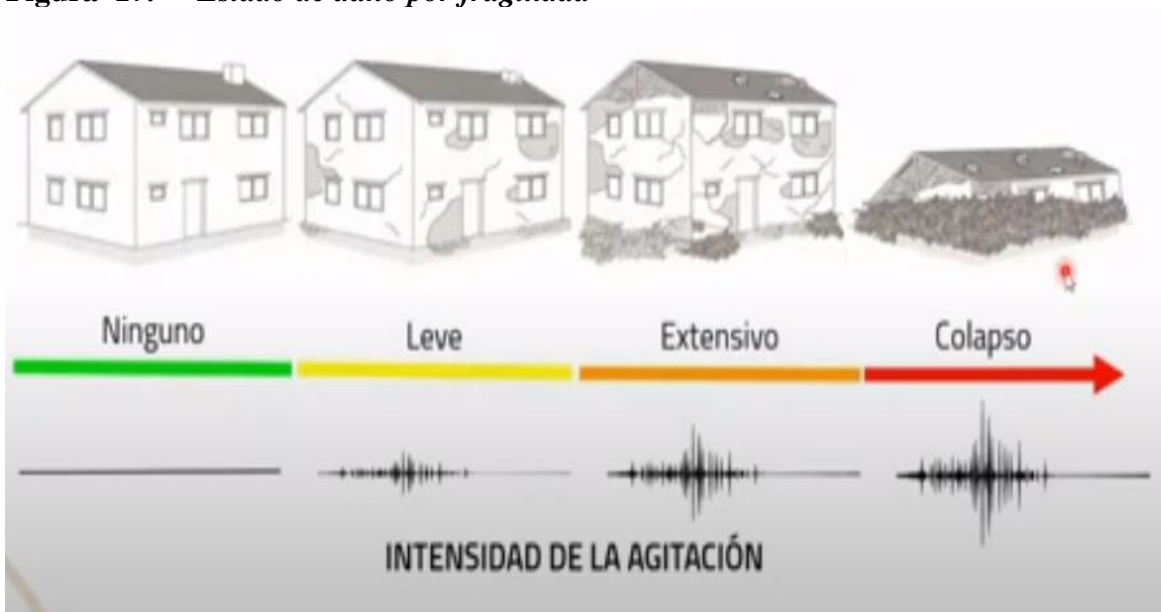 Ninguno
Leve
Extensivo
Colapso
INTENSIDAD DE LA AGITACIÓN